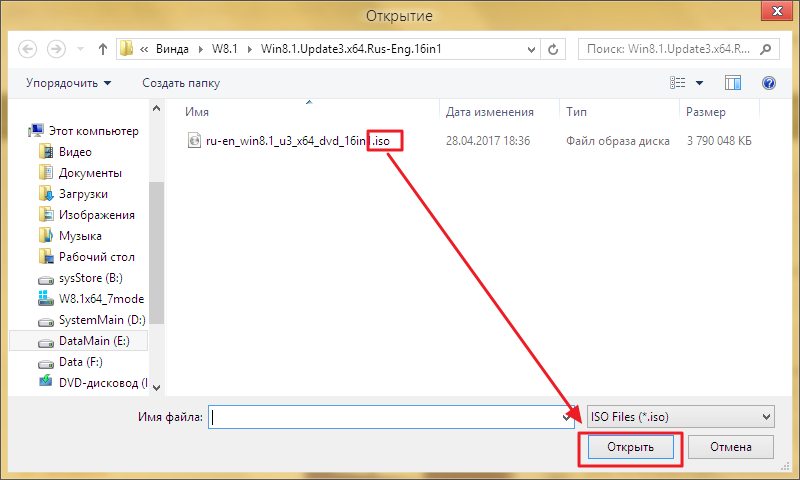 Открытие
« Винда ▸ W8.1 ▸ Win8.1.Update3.x64.Rus-Eng.16in1
Поиск: Win8.1.Update3.x64.R...
Упорядочить ▾ Создать папку
Имя Дата изменения Тип Размер
ru-en_win8.1_u3_x64_dvd_16in1.iso 28.04.2017 18:36 Файл образа диска 3 790 048 КБ
Этот компьютер
Видео
Документы
Загрузки
Изображения
Музыка
Рабочий стол
sysStore (B:)
W8.1x64_7mode
SystemMain (D:)
DataMain (E:)
Data (F:)
DVD-дисковод (
Имя файла:
ISO Files (*.iso)
Открыть Отмена